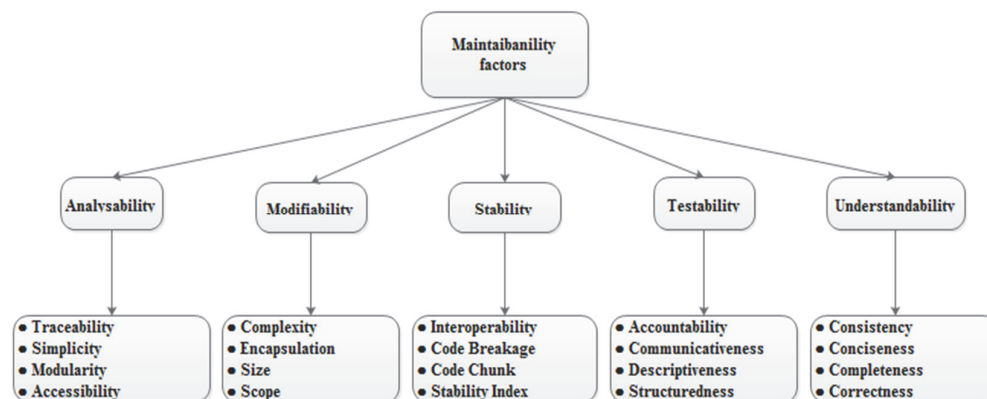 Maintaibanility
factors
Analysability
Modifiability
Stability
Testability
Understandability
● Traceability
● Simplicity
● Modularity
● Accessibility
● Complexity
● Encapsulation
● Size
● Scope
● Interoperability
● Code Breakage
● Code Chunk
● Stability Index
● Accountability
● Communicativeness
● Descriptiveness
● Structuredness
● Consistency
● Conciseness
● Completeness
● Correctness